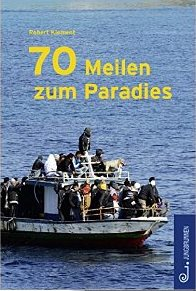 Robert Klement
70 Meilen
zum Paradies
JUNGBRUNNEN